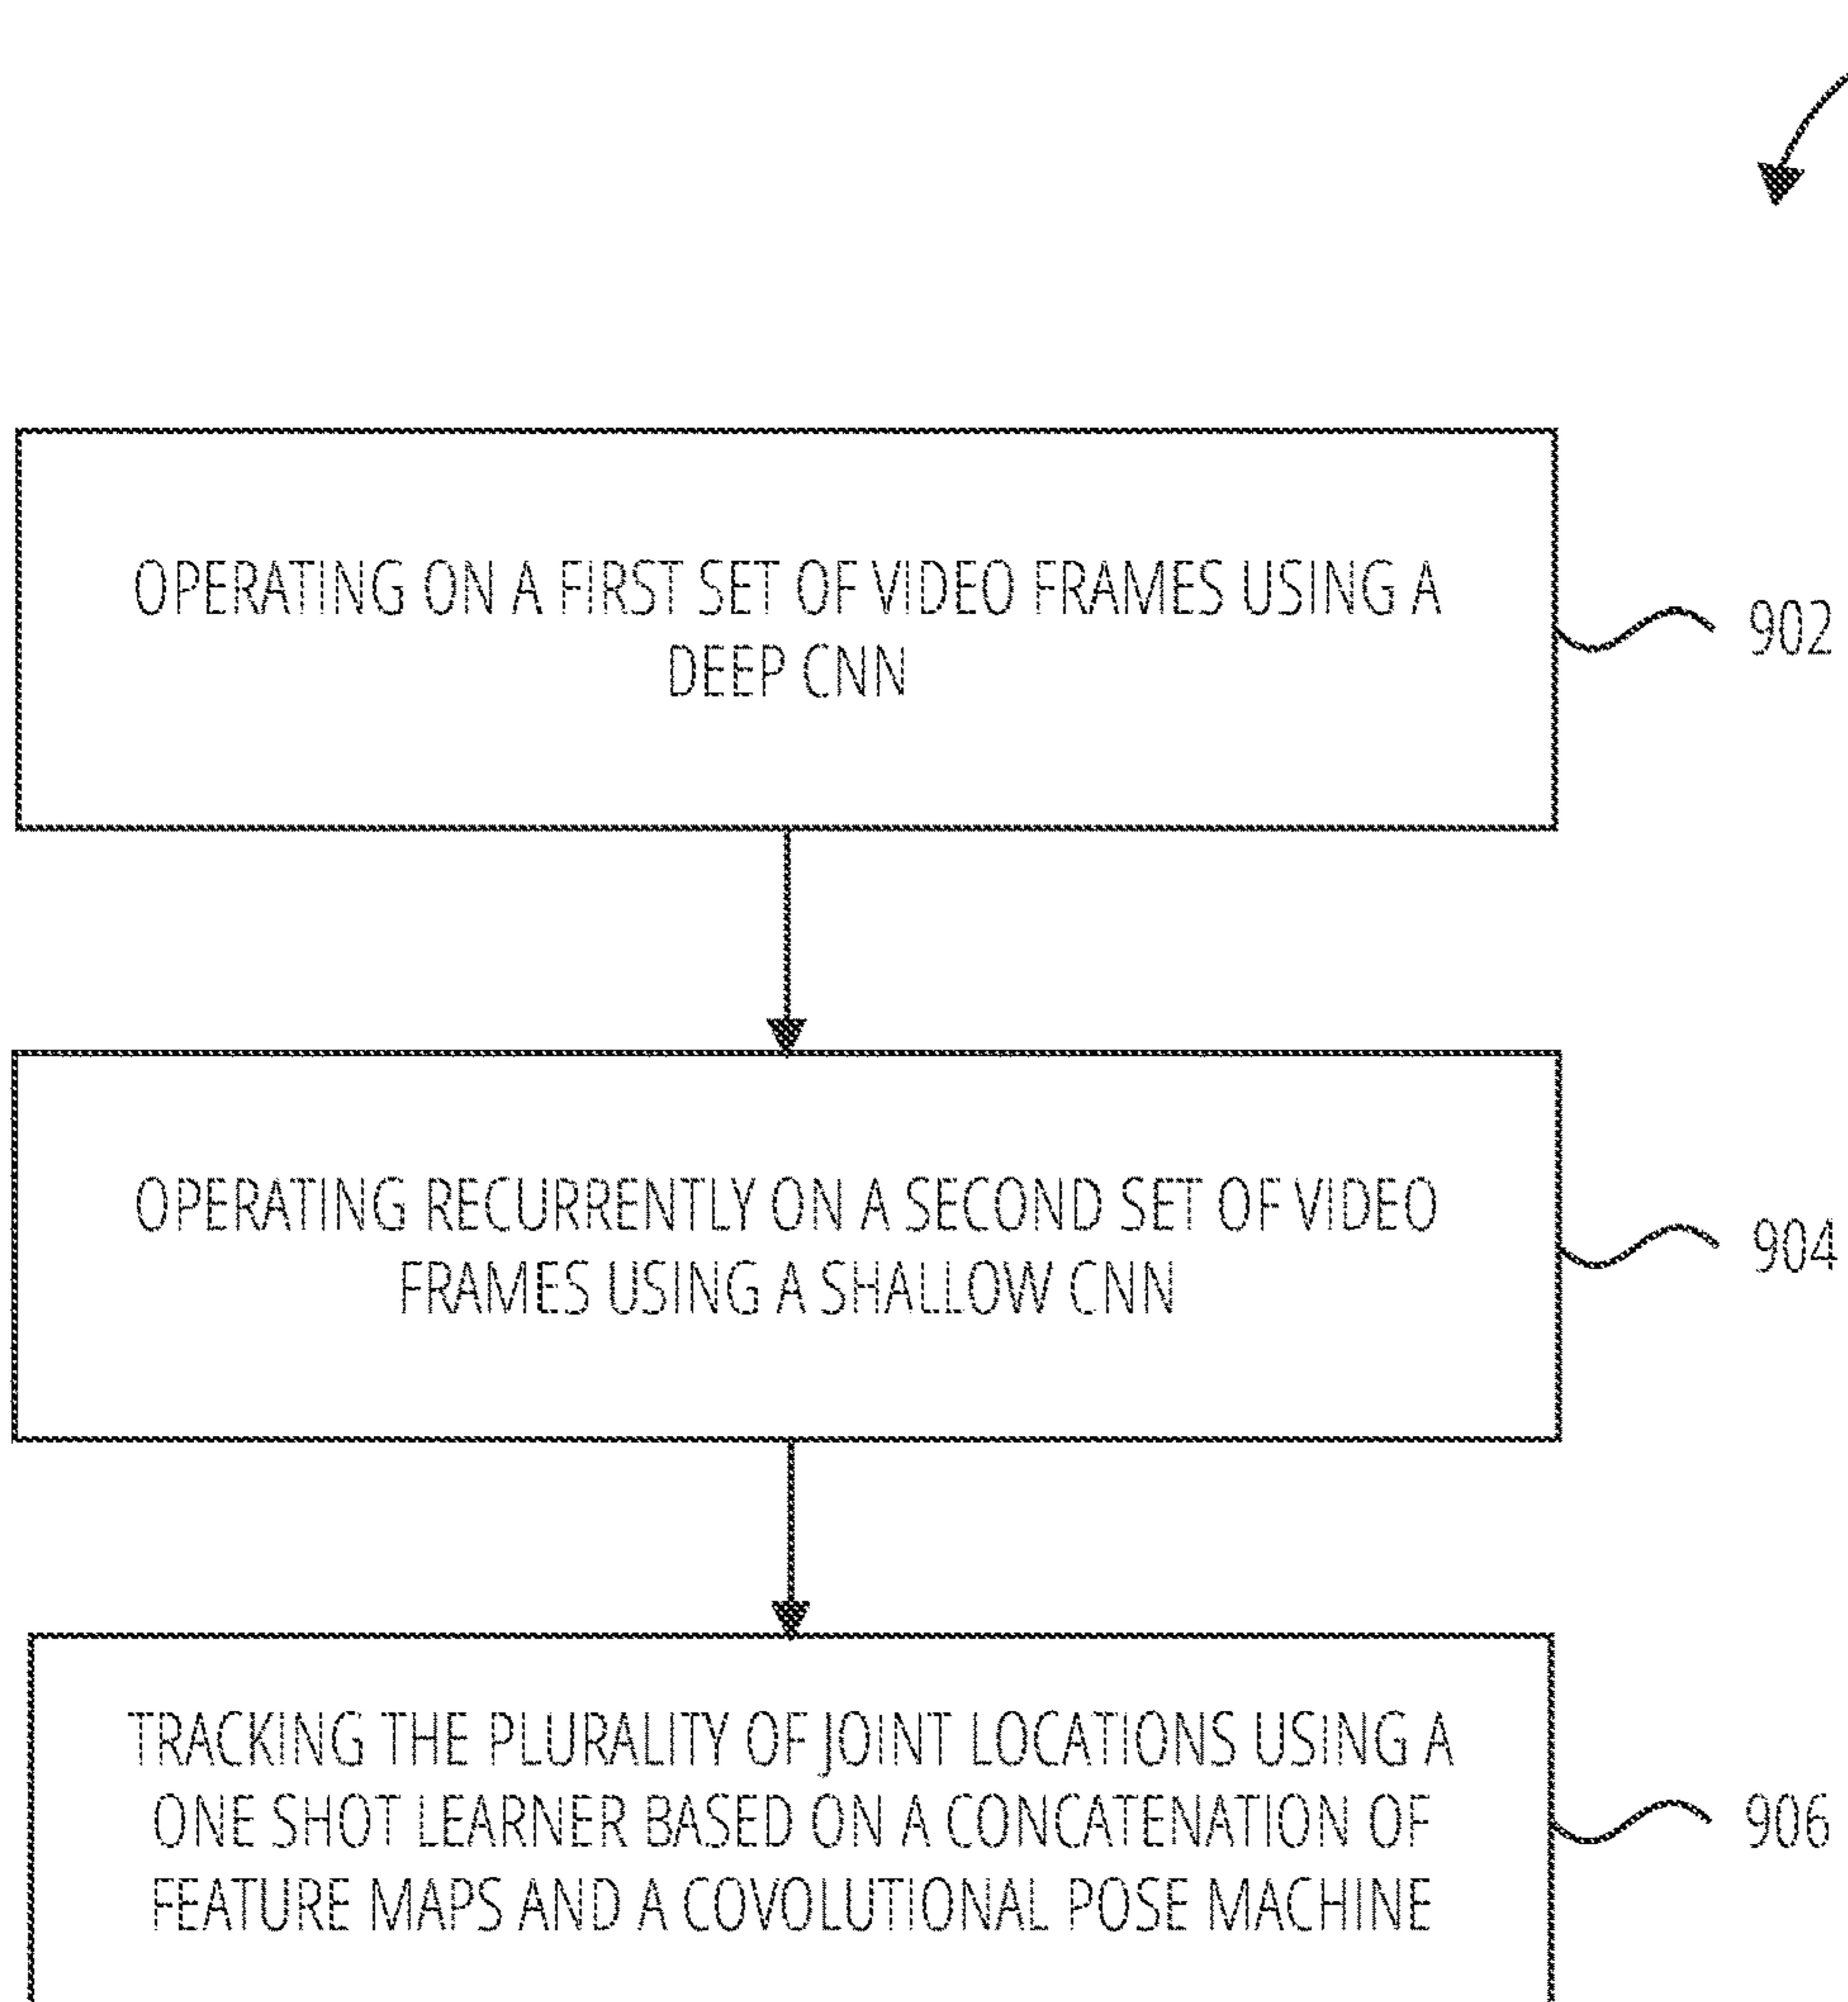 OPERATING ON A FIRST SET OF VIDEO FRAMES USING A
DEEP CNN
902
OPERATING RECURRENTLY ON A SECOND SET OF VIDEO
FRAMES USING A SHALLOW CNN
904
TRACKING THE PLURALITY OF JOINT LOCATIONS USING A
ONE SHOT LEARNER BASED ON A CONCATENATION OF
FEATURE MAPS AND A COVOLUTIONAL POSE MACHINE
906